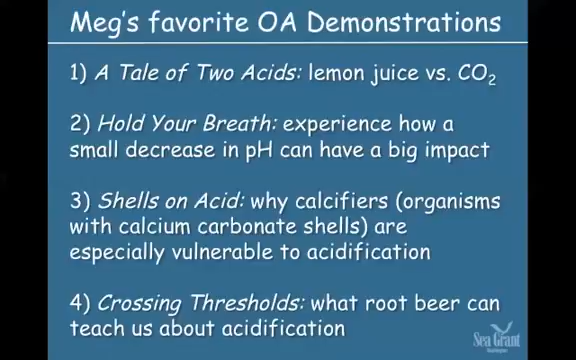 Meg's favorite OA Demonstrations
1) A Tale of Two Acids: lemon juice vs. CO₂
2) Hold Your Breath: experience how a
small decrease in pH can have a big impact
3) Shells on Acid: why calcifiers (organisms
with calcium carbonate shells) are
especially vulnerable to acidification
4) Crossing Thresholds: what root beer can
teach us about acidification
Sea Grant